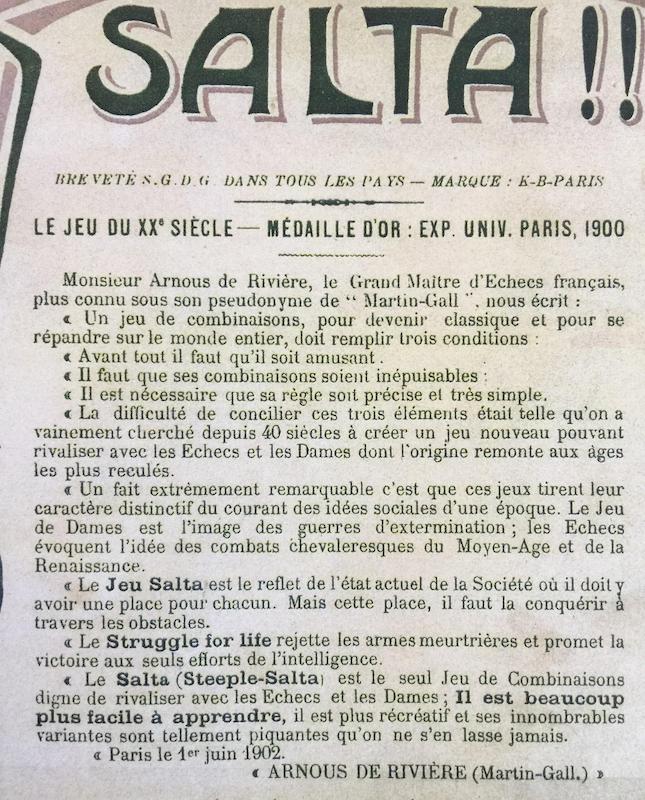 SALTA!!
BREVETÉ S.G.D.G. DANS TOUS LES PAYS — MARQUE : K-B-PARIS
LE JEU DU XXe SIÈCLE — MÉDAILLE D'OR : EXP. UNIV. PARIS, 1900
Monsieur Arnous de Rivière, le Grand Maître d'Echecs français,
plus connu sous son pseudonyme de “ Martin-Gall ”, nous écrit :
« Un jeu de combinaisons, pour devenir classique et pour se
répandre sur le monde entier, doit remplir trois conditions :
« Avant tout il faut qu'il soit amusant.
« Il faut que ses combinaisons soient inépuisables :
« Il est nécessaire que sa règle soit précise et très simple.
« La difficulté de concilier ces trois éléments était telle qu'on a
vainement cherché depuis 40 siècles à créer un jeu nouveau pouvant
rivaliser avec les Echecs et les Dames dont l'origine remonte aux âges
les plus reculés.
« Un fait extrêmement remarquable c'est que ces jeux tirent leur
caractère distinctif du courant des idées sociales d'une époque. Le Jeu
de Dames est l'image des guerres d'extermination ; les Echecs
évoquent l'idée des combats chevaleresques du Moyen-Age et de la
Renaissance.
« Le Jeu Salta est le reflet de l'état actuel de la Société où il doit y
avoir une place pour chacun. Mais cette place, il faut la conquérir à
travers les obstacles.
« Le Struggle for life rejette les armes meurtrières et promet la
victoire aux seuls efforts de l'intelligence.
« Le Salta (Steeple-Salta) est le seul Jeu de Combinaisons
digne de rivaliser avec les Echecs et les Dames ; Il est beaucoup
plus facile à apprendre, il est plus récréatif et ses innombrables
variantes sont tellement piquantes qu'on ne s'en lasse jamais.
« Paris le 1er juin 1902.
« ARNOUS DE RIVIÈRE (Martin-Gall.) »